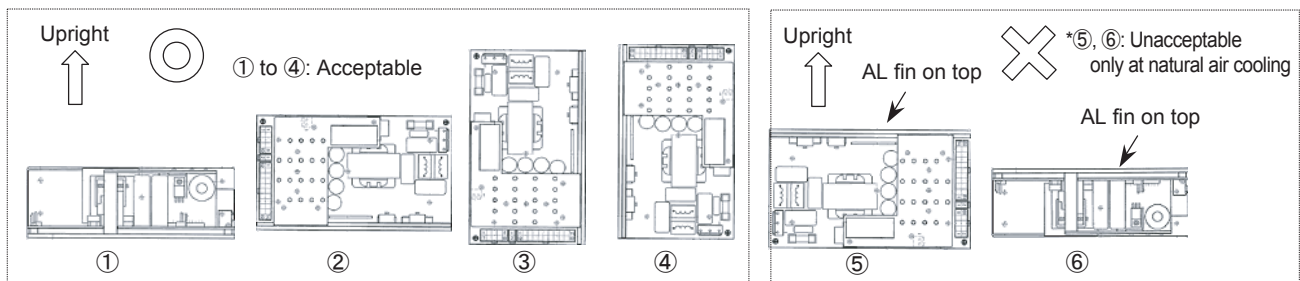 Upright
① to ④: Acceptable
①
②
③
④
Upright
AL fin on top
*⑤, ⑥: Unacceptable
only at natural air cooling
AL fin on top
⑤
⑥